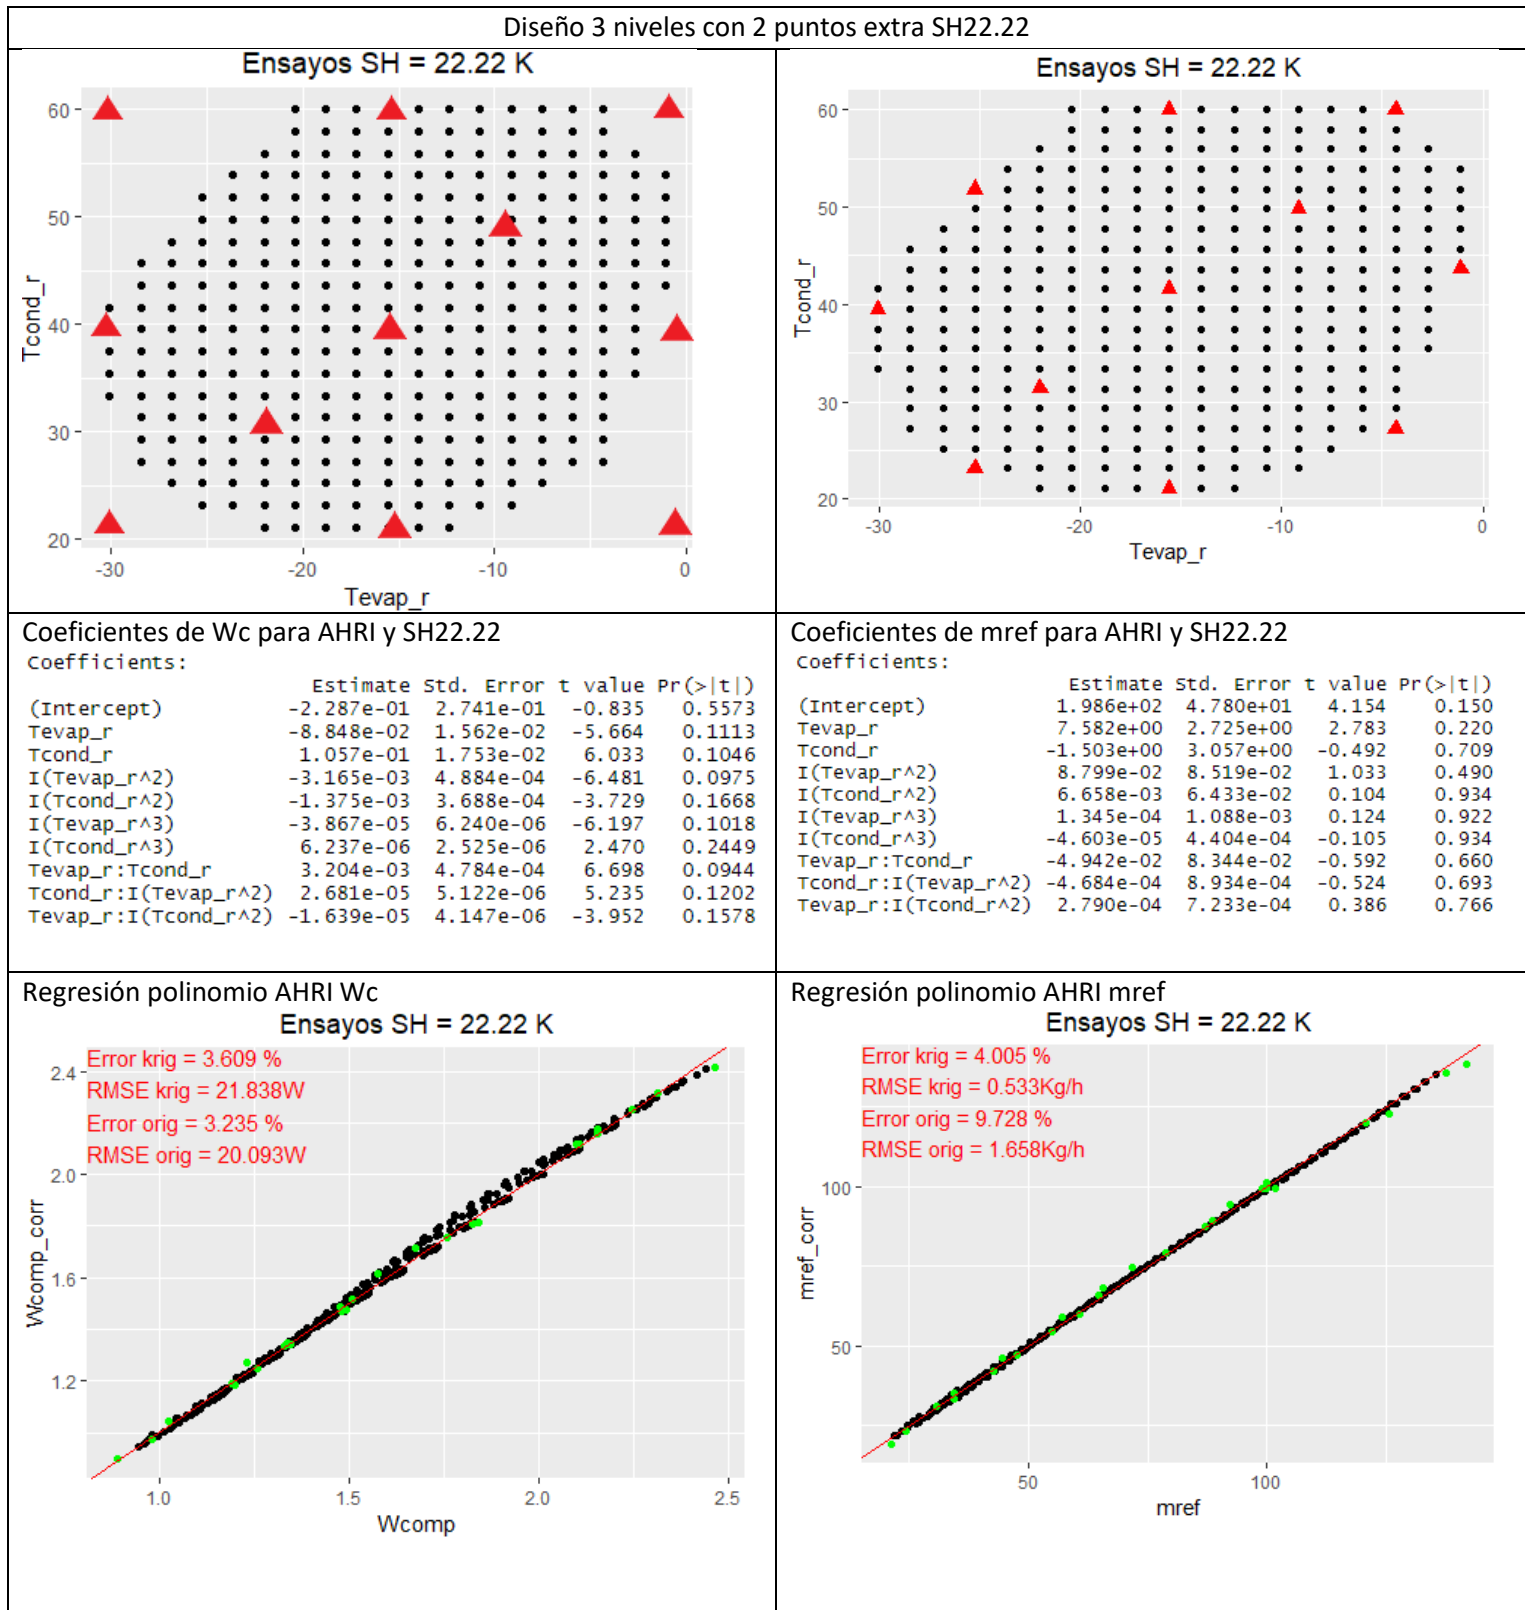 Diseño 3 niveles con 2 puntos extra SH22.22
Ensayos SH = 22.22 K
60
50
40
30
20
Tcond_r
-30
-20
-10
0
Tevap_r
Ensayos SH = 22.22 K
60
50
40
30
20
Tcond_r
-30
-20
-10
0
Tevap_r
Coeficientes de Wc para AHRI y SH22.22
Coefficients:
Estimate Std. Error t value Pr(>|t|)
(Intercept) -2.287e-01 2.741e-01 -0.835 0.5573
Tevap_r -8.848e-02 1.562e-02 -5.664 0.1113
Tcond_r 1.057e-01 1.753e-02 6.033 0.1046
I(Tevap_r^2) -3.165e-03 4.884e-04 -6.481 0.0975
I(Tcond_r^2) -1.375e-03 3.688e-04 -3.729 0.1668
I(Tevap_r^3) -3.867e-05 6.240e-06 -6.197 0.1018
I(Tcond_r^3) 6.237e-06 2.525e-06 2.470 0.2449
Tevap_r:Tcond_r 3.204e-03 4.784e-04 6.698 0.0944
Tcond_r:I(Tevap_r^2) 2.681e-05 5.122e-06 5.235 0.1202
Tevap_r:I(Tcond_r^2) -1.639e-05 4.147e-06 -3.952 0.1578
Coeficientes de mref para AHRI y SH22.22
Coefficients:
Estimate Std. Error t value Pr(>|t|)
(Intercept) 1.986e+02 4.780e+01 4.154 0.150
Tevap_r 7.582e+00 2.725e+00 2.783 0.220
Tcond_r -1.503e+00 3.057e+00 -0.492 0.709
I(Tevap_r^2) 8.799e-02 8.519e-02 1.033 0.490
I(Tcond_r^2) 6.658e-03 6.433e-02 0.104 0.934
I(Tevap_r^3) 1.345e-04 1.088e-03 0.124 0.922
I(Tcond_r^3) -4.603e-05 4.404e-04 -0.105 0.934
Tevap_r:Tcond_r -4.942e-02 8.344e-02 -0.592 0.660
Tcond_r:I(Tevap_r^2) -4.684e-04 8.934e-04 -0.524 0.693
Tevap_r:I(Tcond_r^2) 2.790e-04 7.233e-04 0.386 0.766
Regresión polinomio AHRI Wc
Ensayos SH = 22.22 K
Error krig = 3.609 %
RMSE krig = 21.838W
Error orig = 3.235 %
RMSE orig = 20.093W
2.4
2.0
1.6
1.2
Wcomp_corr
1.0
1.5
2.0
2.5
Wcomp
Regresión polinomio AHRI mref
Ensayos SH = 22.22 K
Error krig = 4.005 %
RMSE krig = 0.533Kg/h
Error orig = 9.728 %
RMSE orig = 1.658Kg/h
100
50
mref_corr
50
100
mref